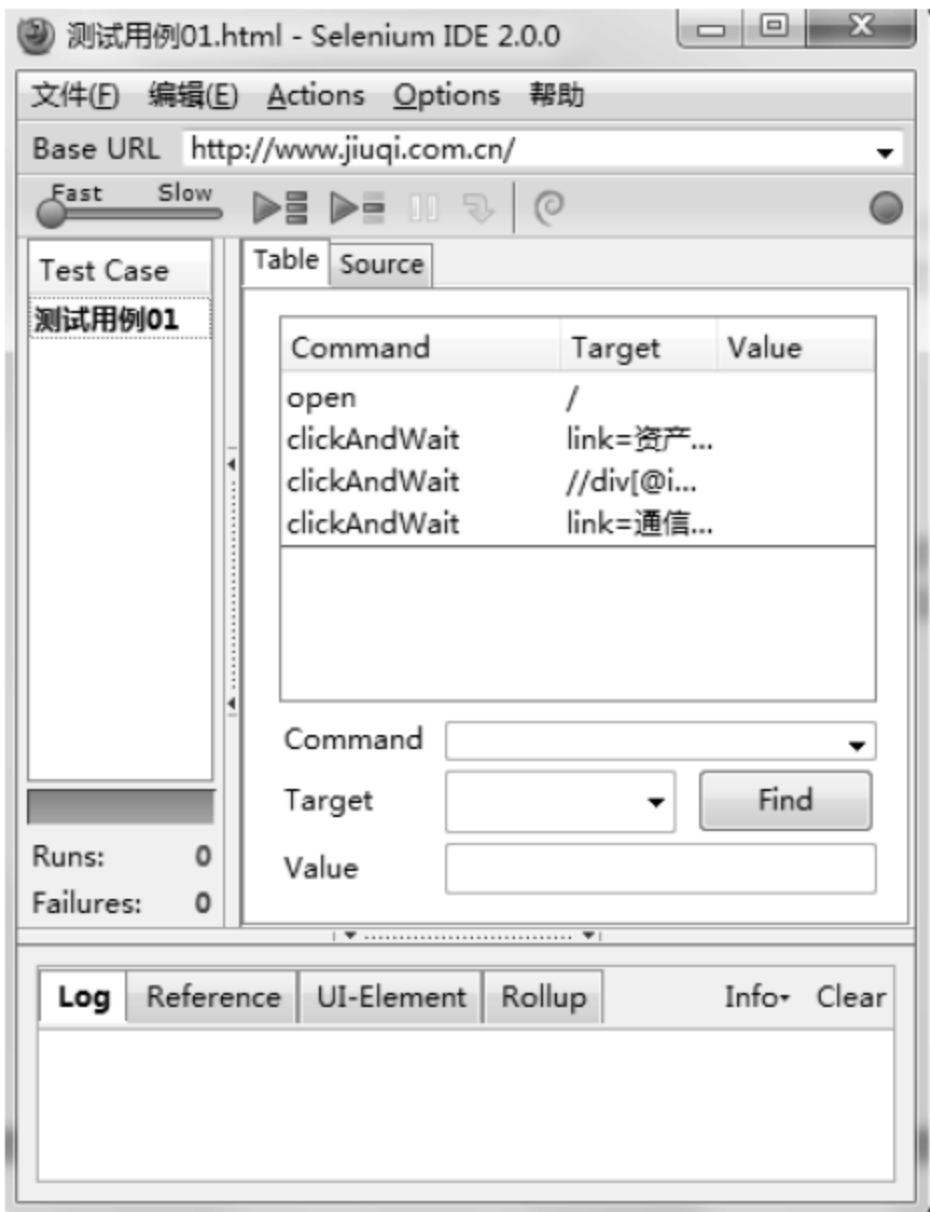 测试用例01.html - Selenium IDE 2.0.0
文件(F) 编辑(E) Actions Options 帮助
Base URL http://www.jiuqi.com.cn/
Fast Slow
Table Source
Test Case
测试用例01
Command Target Value
open /
clickAndWait link=资产...
clickAndWait //div[@i...
clickAndWait link=通信...
Command
Target Find
Value
Runs: 0
Failures: 0
Log Reference UI-Element Rollup Info Clear